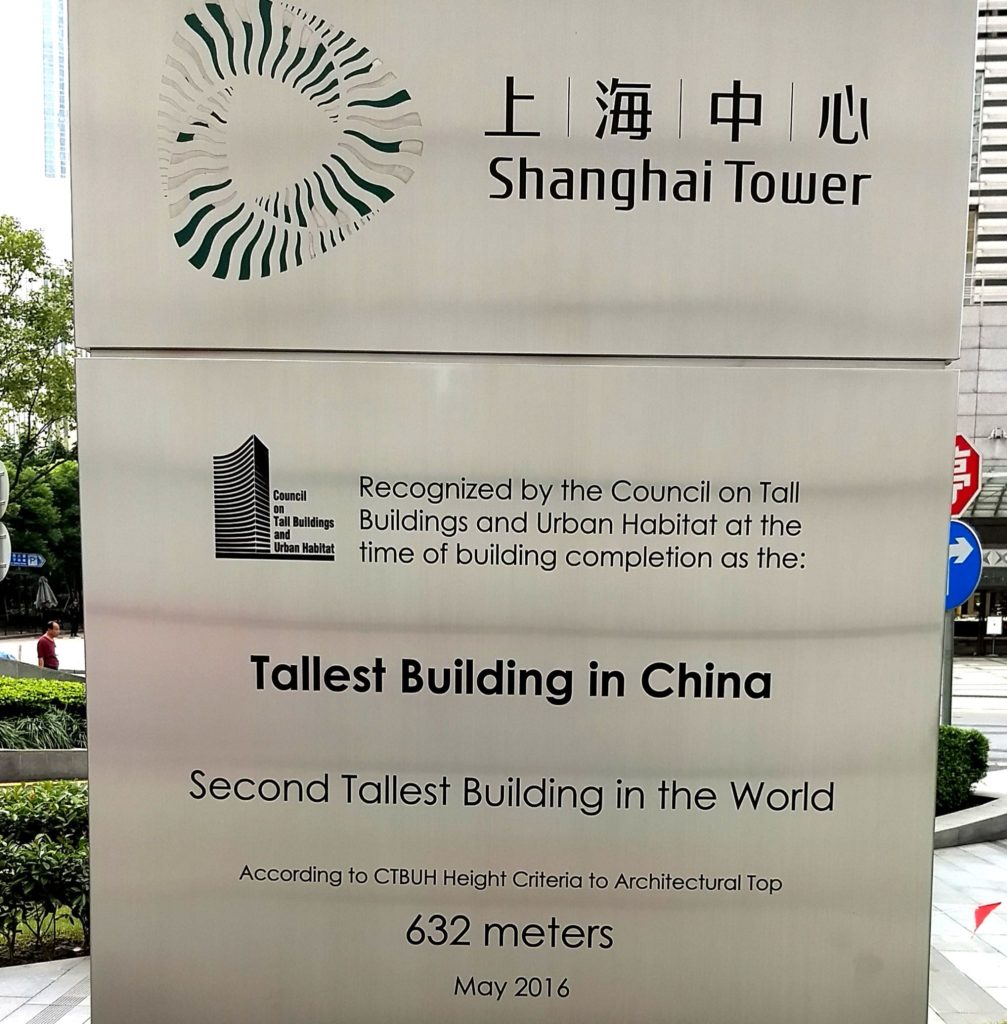 上海中心
Shanghai Tower
Council
on
Tall Buildings
and
Urban Habitat
Recognized by the Council on Tall
Buildings and Urban Habitat at the
time of building completion as the:
Tallest Building in China
Second Tallest Building in the World
According to CTBUH Height Criteria to Architectural Top
632 meters
May 2016
P